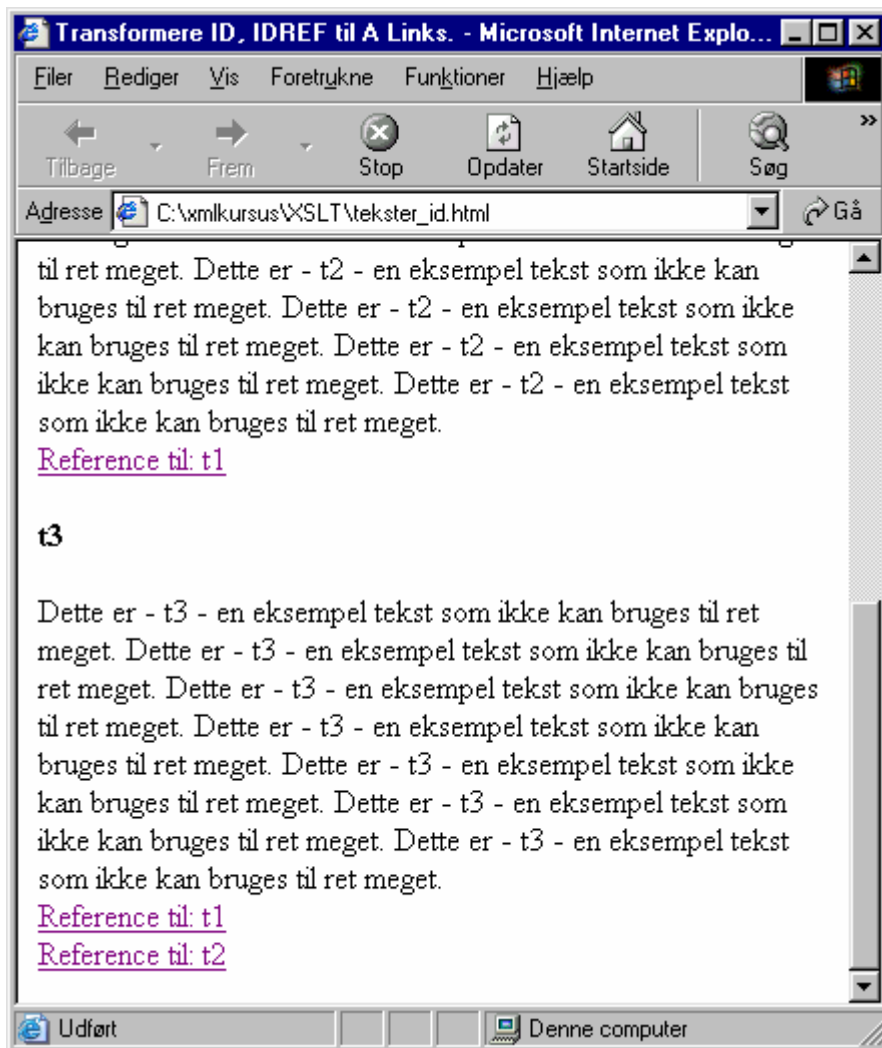 Transformere ID, IDREF til A Links. - Microsoft Internet Explo...
Filer Rediger Vis Foretrukne Funktioner Hjælp
Tilbage Frem Stop Opdater Startside Søg »
Adresse C:\xmlkursus\XSLT\tekster_id.html Gå
til ret meget. Dette er - t2 - en eksempel tekst som ikke kan
bruges til ret meget. Dette er - t2 - en eksempel tekst som ikke
kan bruges til ret meget. Dette er - t2 - en eksempel tekst som
ikke kan bruges til ret meget. Dette er - t2 - en eksempel tekst
som ikke kan bruges til ret meget.
Reference til: t1
t3
Dette er - t3 - en eksempel tekst som ikke kan bruges til ret
meget. Dette er - t3 - en eksempel tekst som ikke kan bruges til
ret meget. Dette er - t3 - en eksempel tekst som ikke kan bruges
til ret meget. Dette er - t3 - en eksempel tekst som ikke kan
bruges til ret meget. Dette er - t3 - en eksempel tekst som ikke
kan bruges til ret meget. Dette er - t3 - en eksempel tekst som
ikke kan bruges til ret meget. Dette er - t3 - en eksempel tekst
som ikke kan bruges til ret meget.
Reference til: t1
Reference til: t2
Udført Denne computer